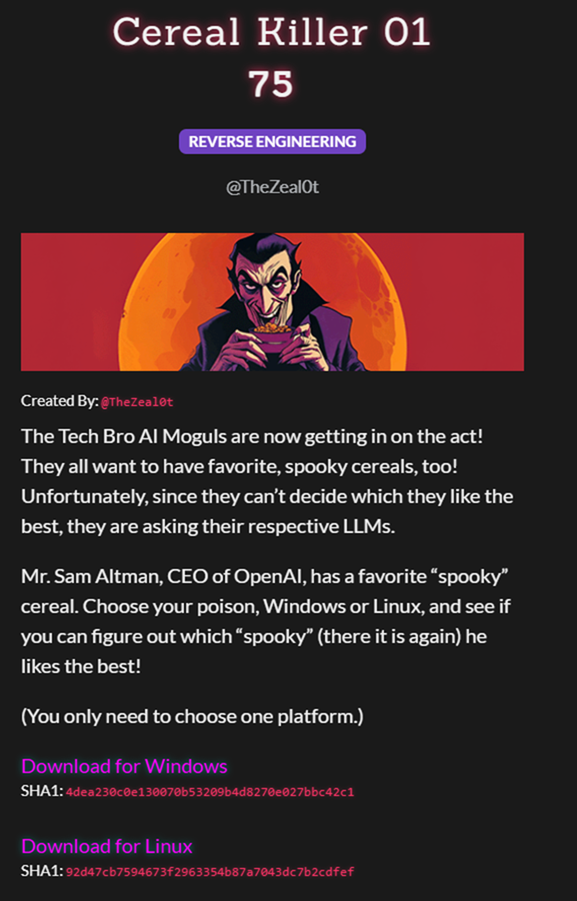 Cereal Killer 01
75
REVERSE ENGINEERING
@TheZeal0t
Created By: @TheZeal0t
The Tech Bro AI Moguls are now getting in on the act!
They all want to have favorite, spooky cereals, too!
Unfortunately, since they can’t decide which they like the
best, they are asking their respective LLMs.
Mr. Sam Altman, CEO of OpenAI, has a favorite “spooky”
cereal. Choose your poison, Windows or Linux, and see if
you can figure out which “spooky” (there it is again) he
likes the best!
(You only need to choose one platform.)
Download for Windows
SHA1: 4dea230c0e130070b53209b4d8270e027bbc42c1
Download for Linux
SHA1: 92d47cb7594673f2963354b87a7043dc7b2cdfef